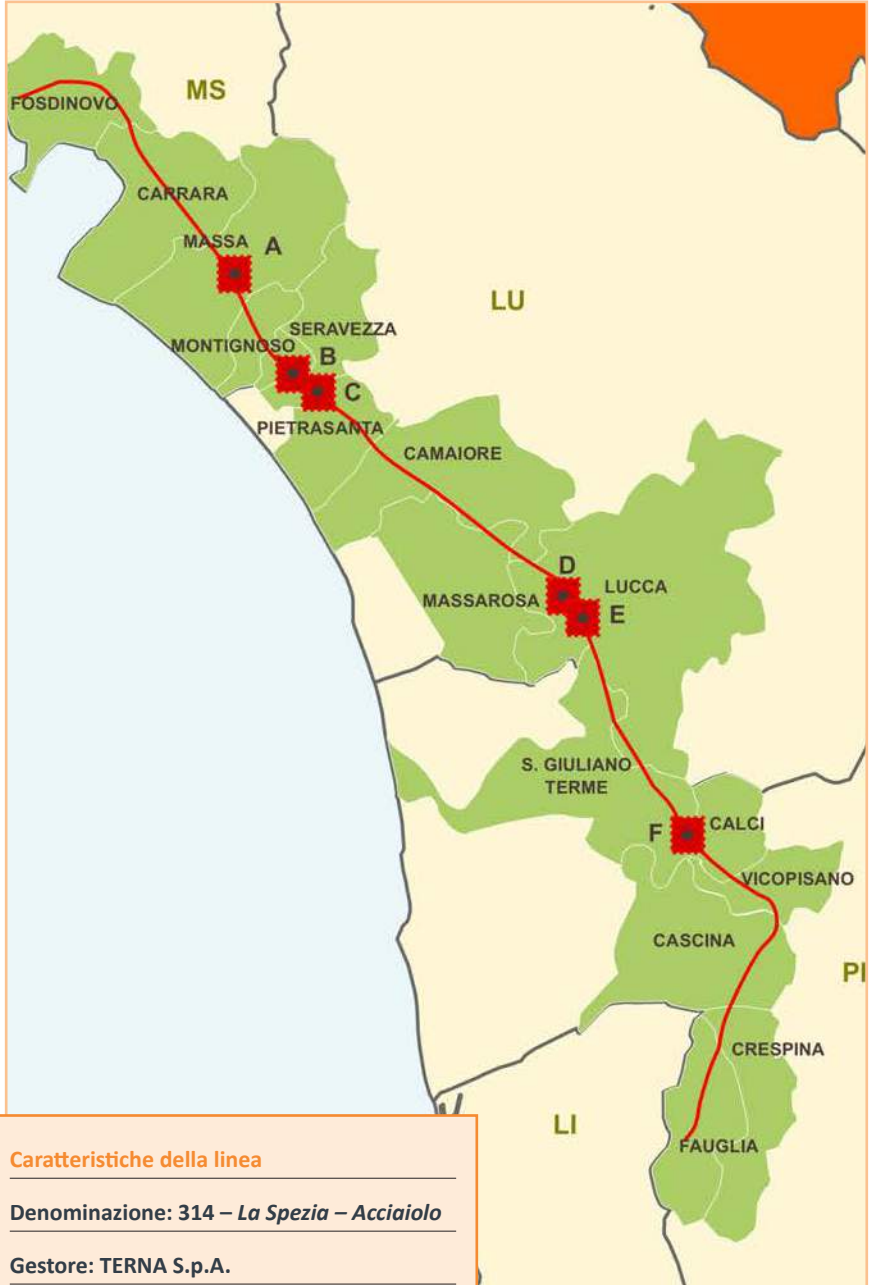 MS
FOSDINOVO
CARRARA
MASSA
A
LU
SERAVEZZA
MONTIGNOSO
B
C
PIETRASANTA
CAMAIORE
D
LUCCA
MASSAROSA
E
S. GIULIANO
TERME
F
CALCI
VICOPISANO
CASCINA
PI
CRESPINA
LI
FAUGLIA
Caratteristiche della linea
Denominazione: 314 – La Spezia – Acciaiolo
Gestore: TERNA S.p.A.